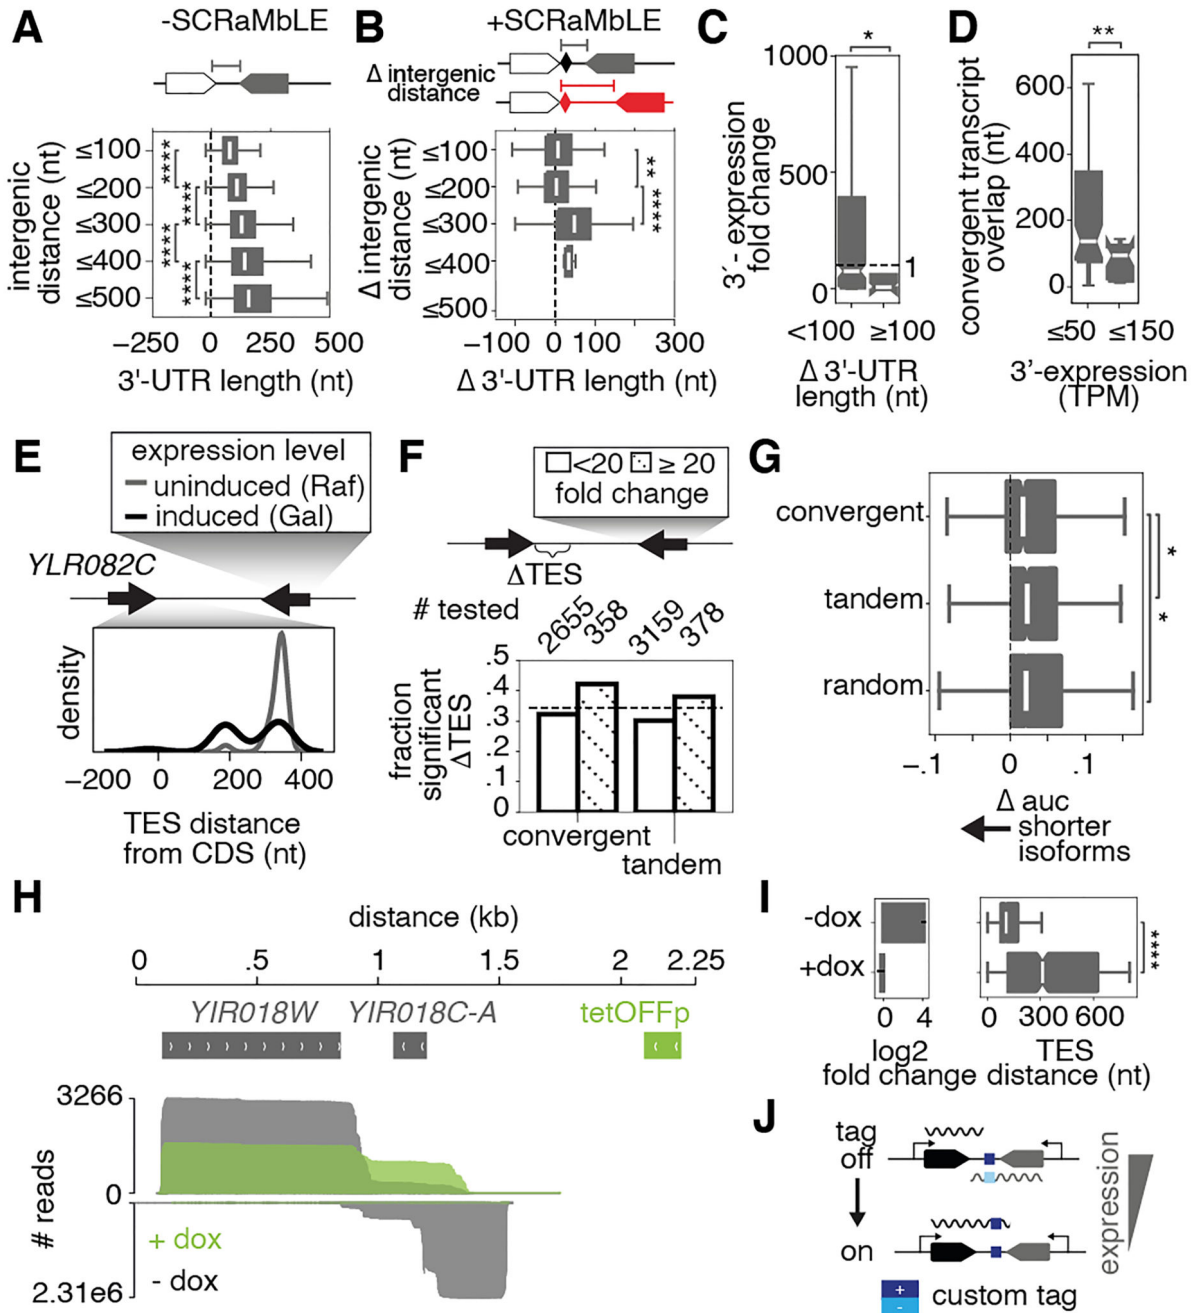 A
-SCRaMbLE
intergenic
distance (nt)
≤100
≤200
≤300
≤400
≤500
****
****
****
****
−250
0
250
500
3'-UTR length (nt)
B
+SCRaMbLE
Δ intergenic
distance
Δ intergenic
distance (nt)
≤100
≤200
≤300
≤400
≤500
**
****
−100
0
100
300
Δ 3'-UTR length (nt)
C
*
3´- expression
fold change
1000
500
0
1
<100
≥100
Δ 3'-UTR
length (nt)
D
**
convergent transcript
overlap (nt)
600
400
200
0
≤50
≤150
3'-expression
(TPM)
E
expression level
uninduced (Raf)
induced (Gal)
YLR082C
density
−200
0
200
400
TES distance
from CDS (nt)
F
<20
≥ 20
fold change
ΔTES
# tested
2655
358
3159
378
fraction
significant
ΔTES
.5
.4
.3
.2
.1
0
convergent
tandem
G
convergent
tandem
random
*
*
−.1
0
.1
Δ auc
shorter
isoforms
H
distance (kb)
0
.5
1
1.5
2
2.25
YIR018W
YIR018C-A
tetOFFp
# reads
3266
0
2.31e6
+ dox
- dox
I
-dox
+dox
0
4
log2
fold change
0
300
600
TES
distance (nt)
****
J
tag
off
on
expression
+
-
custom tag